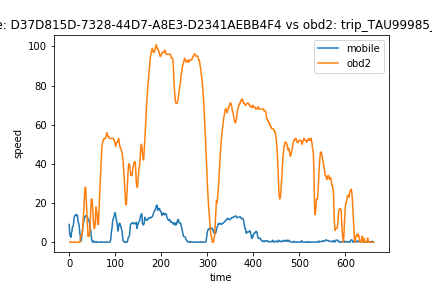 e: D37D815D-7328-44D7-A8E3-D2341AEBB4F4 vs obd2: trip_TAU99985_
100
80
60
40
20
0
speed
mobile
obd2
0 100 200 300 400 500 600
time